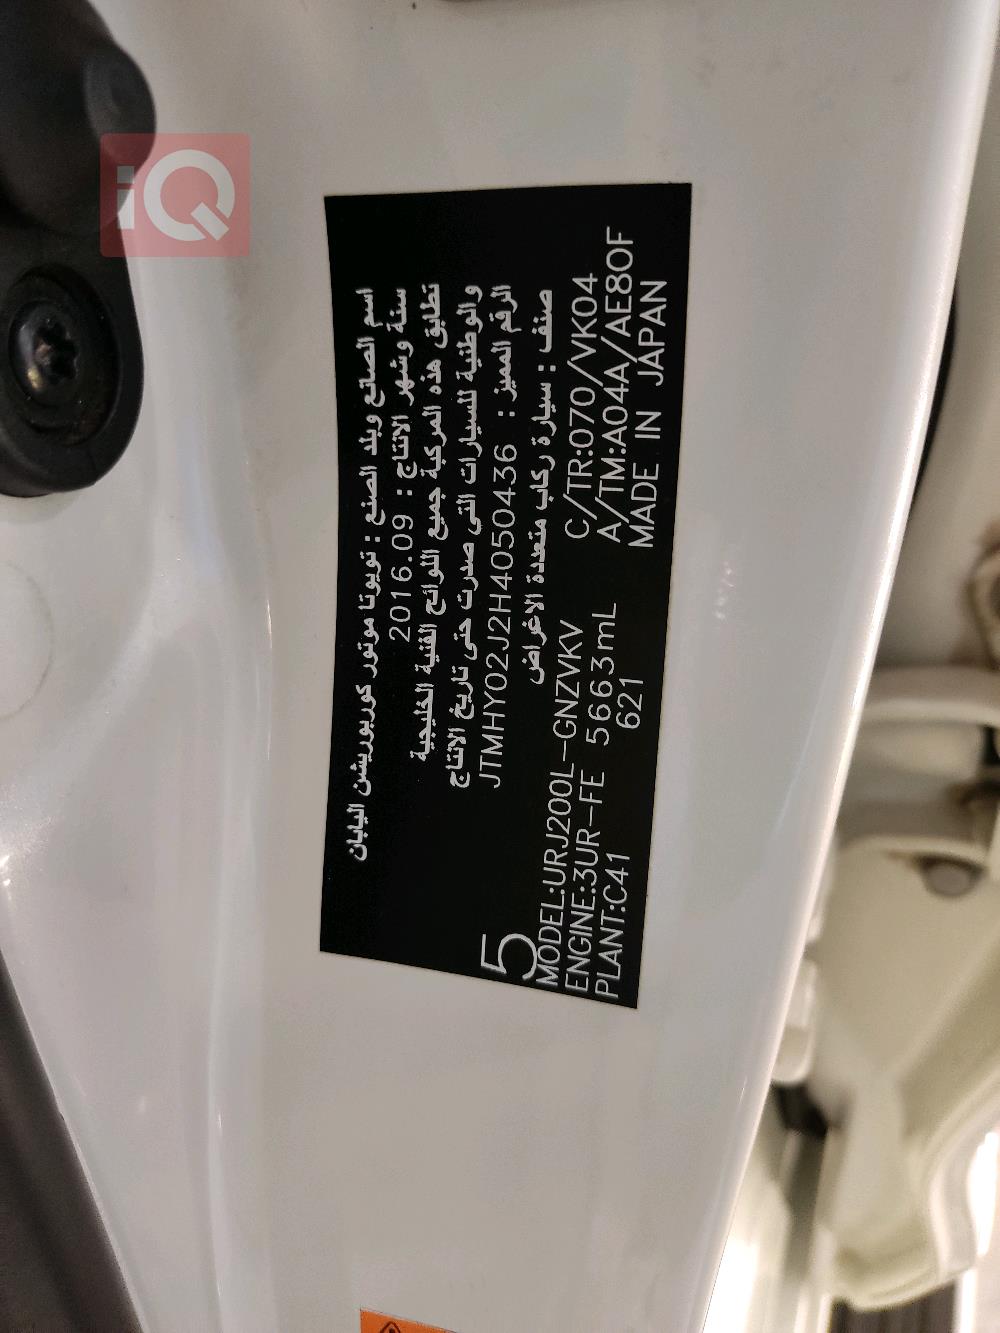 iQ
اسم الصانع وبلد الصنع : تويوتا موتور كوربوريشن اليابان
سنة وشهر الانتاج : 2016.09
تطابق هذه المركبة جميع اللوائح الفنية الخليجية
والوطنية للسيارات التي صدرت حتى تاريخ الانتاج
الرقم المميز : JTMHY02J2H4050436
صنف : سيارة ركاب متعددة الاغراض
5
MODEL:URJ200L-GNZVKV C/TR:070/VK04
ENGINE:3UR-FE 5663mL A/TM:A04A/AE80F
PLANT:C41 621 MADE IN JAPAN